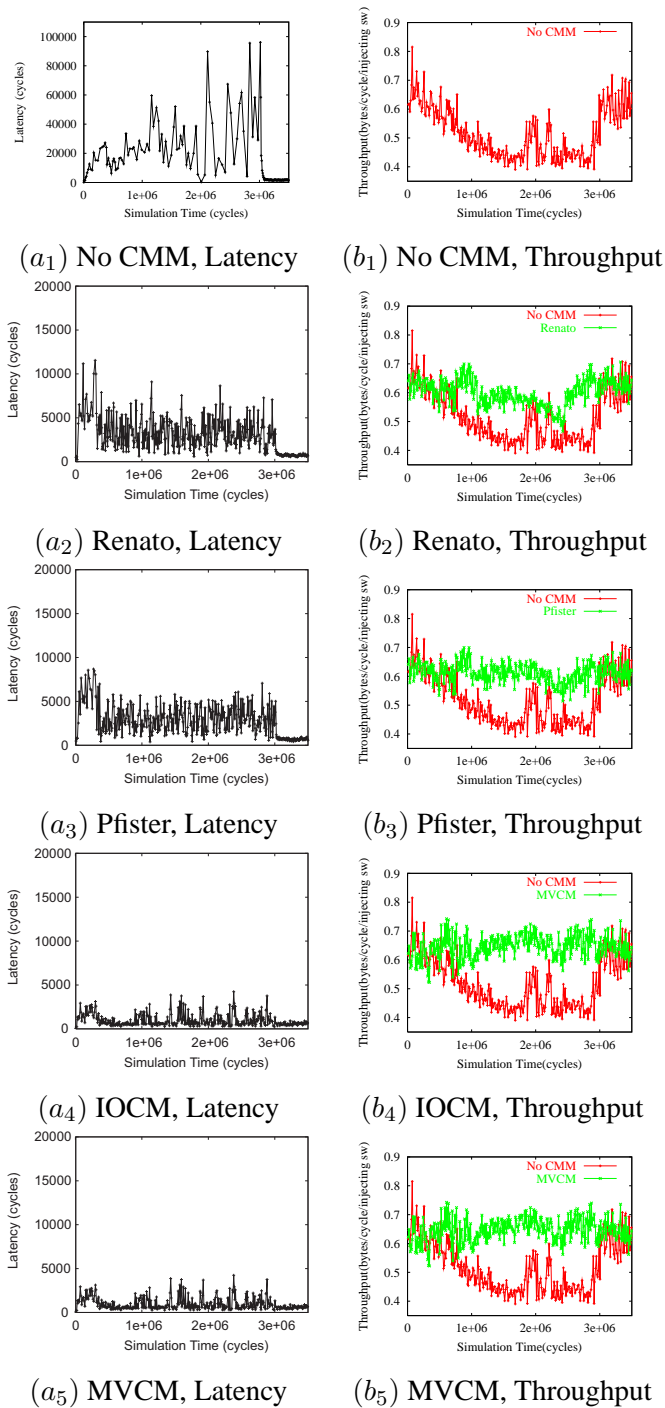 100000
80000
60000
40000
20000
0
Latency (cycles)
0 1e+06 2e+06 3e+06
Simulation Time (cycles)
0.9
0.8
0.7
0.6
0.5
0.4
Throughput(bytes/cycle/injecting sw)
No CMM
0 1e+06 2e+06 3e+06
Simulation Time(cycles)
(a1) No CMM, Latency
(b1) No CMM, Throughput
20000
15000
10000
5000
0
Latency (cycles)
0 1e+06 2e+06 3e+06
Simulation Time (cycles)
0.9
0.8
0.7
0.6
0.5
0.4
Throughput(bytes/cycle/injecting sw)
No CMM
Renato
0 1e+06 2e+06 3e+06
Simulation Time(cycles)
(a2) Renato, Latency
(b2) Renato, Throughput
20000
15000
10000
5000
0
Latency (cycles)
0 1e+06 2e+06 3e+06
Simulation Time (cycles)
0.9
0.8
0.7
0.6
0.5
0.4
Throughput(bytes/cycle/injecting sw)
No CMM
Pfister
0 1e+06 2e+06 3e+06
Simulation Time(cycles)
(a3) Pfister, Latency
(b3) Pfister, Throughput
20000
15000
10000
5000
0
Latency (cycles)
0 1e+06 2e+06 3e+06
Simulation Time (cycles)
0.9
0.8
0.7
0.6
0.5
0.4
Throughput(bytes/cycle/injecting sw)
No CMM
MVCM
0 1e+06 2e+06 3e+06
Simulation Time(cycles)
(a4) IOCM, Latency
(b4) IOCM, Throughput
20000
15000
10000
5000
0
Latency (cycles)
0 1e+06 2e+06 3e+06
Simulation Time (cycles)
0.9
0.8
0.7
0.6
0.5
0.4
Throughput(bytes/cycle/injecting sw)
No CMM
MVCM
0 1e+06 2e+06 3e+06
Simulation Time(cycles)
(a5) MVCM, Latency
(b5) MVCM, Throughput